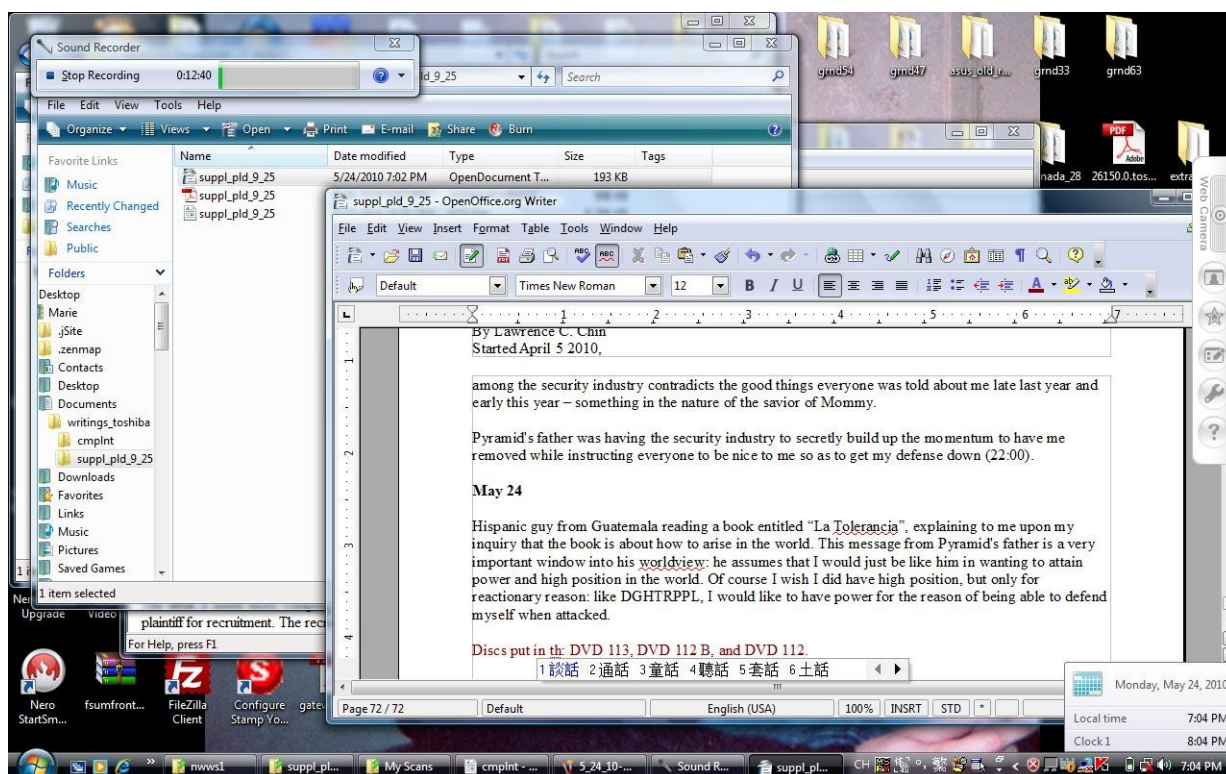 Sound Recorder
Stop Recording 0:12:40
ld_9_25
Search
File Edit View Tools Help
Organize Views Open Print E-mail Share Burn
Favorite Links
Music
Recently Changed
Searches
Public
Folders
Desktop
Marie
.jSite
.zenmap
Contacts
Desktop
Documents
writings_toshiba
cmpInt
suppl_pld_9_25
Downloads
Favorites
Links
Music
Pictures
Saved Games
1 item selected
Name Date modified Type Size Tags
suppl_pld_9_25 5/24/2010 7:02 PM OpenDocument T... 193 KB
suppl_pld_9_25
suppl_pld_9_25
suppl_pld_9_25 - OpenOffice.org Writer
File Edit View Insert Format Table Tools Window Help
Default Times New Roman 12
By Lawrence C. Chin
Started April 5 2010,
among the security industry contradicts the good things everyone was told about me late last year and
early this year – something in the nature of the savior of Mommy.
Pyramid's father was having the security industry to secretly build up the momentum to have me
removed while instructing everyone to be nice to me so as to get my defense down (22:00).
May 24
Hispanic guy from Guatemala reading a book entitled “La Tolerancia”, explaining to me upon my
inquiry that the book is about how to arise in the world. This message from Pyramid's father is a very
important window into his worldview: he assumes that I would just be like him in wanting to attain
power and high position in the world. Of course I wish I did have high position, but only for
reactionary reason: like DGHTRPPL, I would like to have power for the reason of being able to defend
myself when attacked.
Discs put in th: DVD 113, DVD 112 B, and DVD 112.
1談話 2通話 3童話 4聽話 5套話 6土話
Page 72 / 72 Default English (USA) 100% INSRT STD *
plaintiff for recruitment. The
For Help, press F1
grnd54
grnd47
asus_old_r...
grnd33
grnd63
nada_28
26150.0.tos...
Web Camera
Upgrade
Video
Nero StartSm...
fsumfront...
FileZilla Client
Configure Stamp Yo...
Monday, May 24, 2010
Local time 7:04 PM
Clock 1 8:04 PM
nwws1
suppl_pl...
My Scans
cmpInt - ...
5_24_10-...
Sound R...
suppl_pl...
CH
7:04 PM